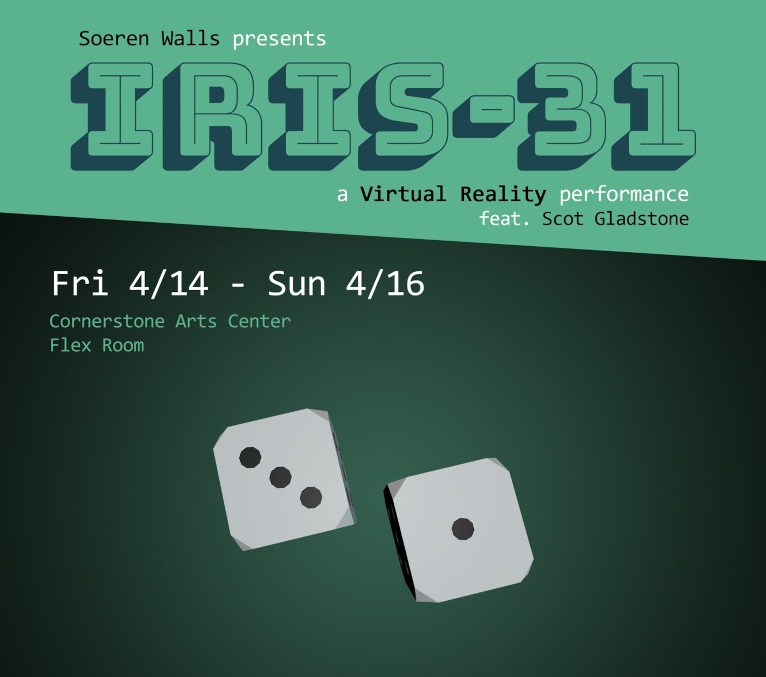 Soeren Walls presents
IRIS-31
a Virtual Reality performance
feat. Scot Gladstone
Fri 4/14 - Sun 4/16
Cornerstone Arts Center
Flex Room